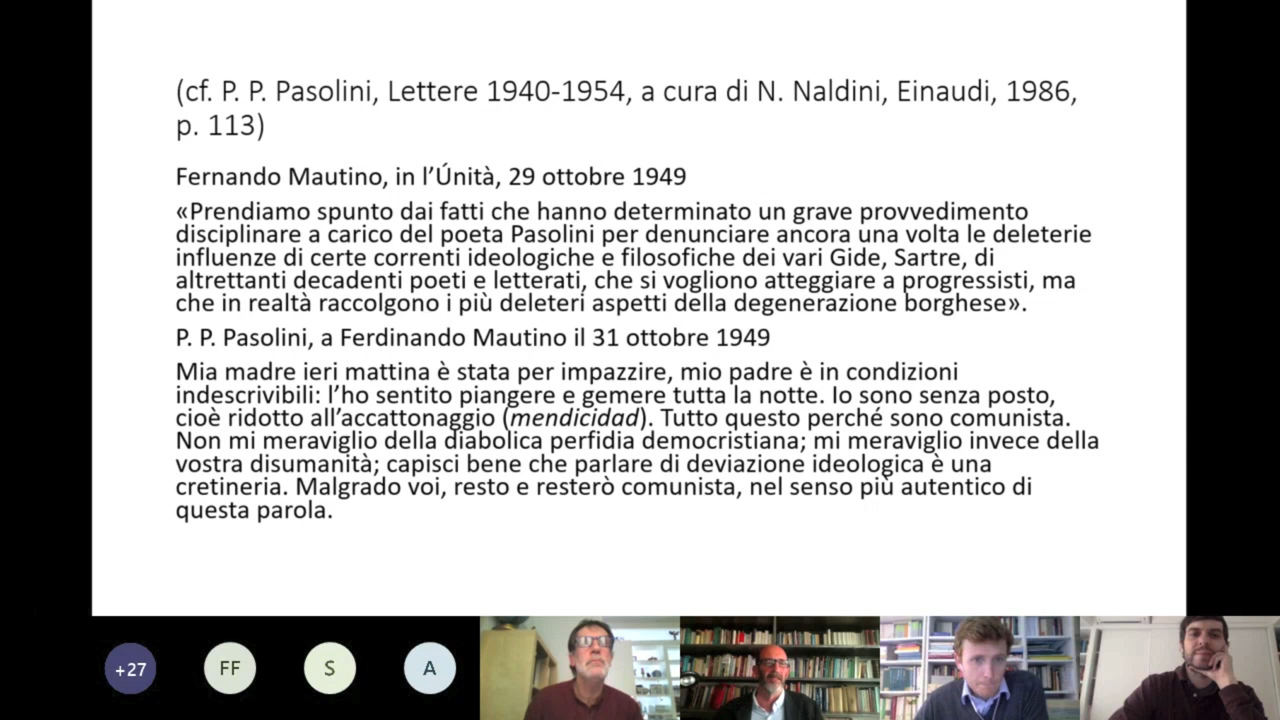 (cf. P. P. Pasolini, Lettere 1940-1954, a cura di N. Naldini, Einaudi, 1986,
p. 113)
Fernando Mautino, in l’Únità, 29 ottobre 1949
«Prendiamo spunto dai fatti che hanno determinato un grave provvedimento
disciplinare a carico del poeta Pasolini per denunciare ancora una volta le deleterie
influenze di certe correnti ideologiche e filosofiche dei vari Gide, Sartre, di
altrettanti decadenti poeti e letterati, che si vogliono atteggiare a progressisti, ma
che in realtà raccolgono i più deleteri aspetti della degenerazione borghese».
P. P. Pasolini, a Ferdinando Mautino il 31 ottobre 1949
Mia madre ieri mattina è stata per impazzire, mio padre è in condizioni
indescrivibili: l’ho sentito piangere e gemere tutta la notte. Io sono senza posto,
cioè ridotto all’accattonaggio (mendicidad). Tutto questo perché sono comunista.
Non mi meraviglio della diabolica perfidia democristiana; mi meraviglio invece della
vostra disumanità; capisci bene che parlare di deviazione ideologica è una
cretineria. Malgrado voi, resto e resterò comunista, nel senso più autentico di
questa parola.
+27 FF S A